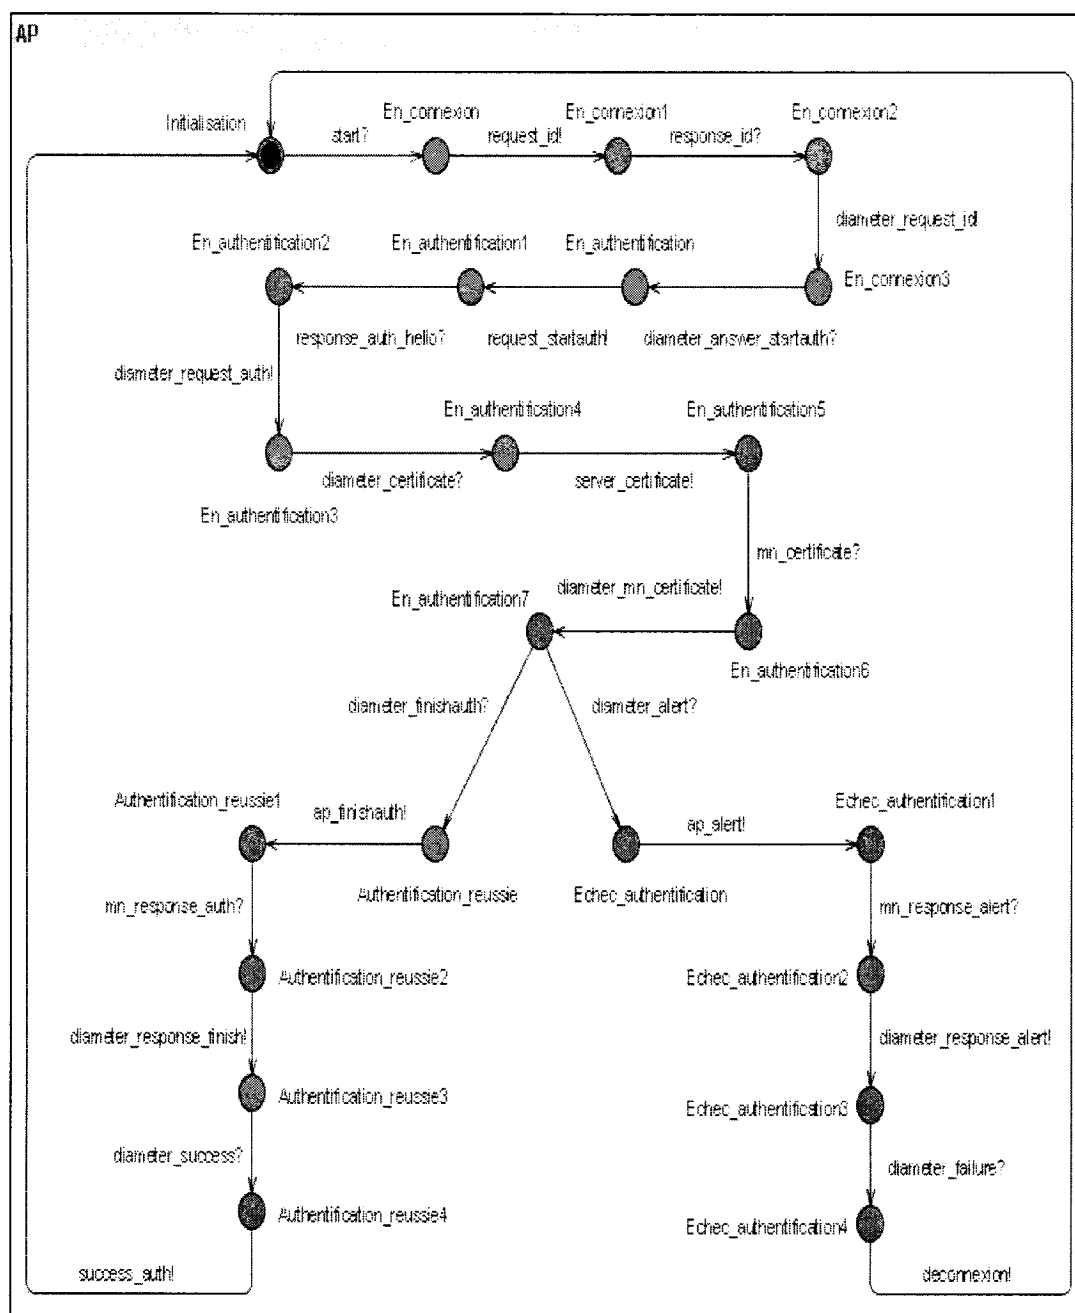 AP
Initialisation
start?
En_connexion
request_id!
En_connexion1
response_id?
En_connexion2
diameter_request_id!
En_authentification2
En_authentification1
En_authentification
En_connexion3
response_auth_hello?
request_startauth!
diameter_answer_startauth?
diameter_request_auth!
En_authentification4
En_authentification5
diameter_certificate?
server_certificate!
En_authentification3
mn_certificate?
diameter_mn_certificate!
En_authentification7
En_authentification6
diameter_finishauth?
diameter_alert?
Authentification_reussie1
ap_finishauth!
ap_alert!
Echec_authentification1
Authentification_reussie
Echec_authentification
mn_response_auth?
mn_response_alert?
Authentification_reussie2
Echec_authentification2
diameter_response_finish!
diameter_response_alert!
Authentification_reussie3
Echec_authentification3
diameter_success?
diameter_failure?
Authentification_reussie4
Echec_authentification4
success_auth!
deconnexion!